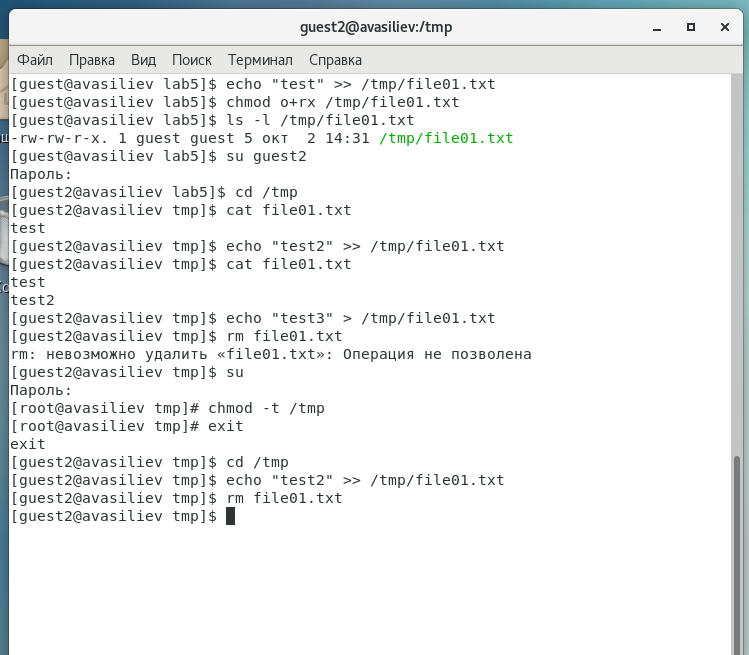 guest2@avasiliev:/tmp
Файл Правка Вид Поиск Терминал Справка
[guest@avasiliev lab5]$ echo "test" >> /tmp/file01.txt
[guest@avasiliev lab5]$ chmod o+rx /tmp/file01.txt
[guest@avasiliev lab5]$ ls -l /tmp/file01.txt
-rw-rw-r-x. 1 guest guest 5 окт  2 14:31 /tmp/file01.txt
[guest@avasiliev lab5]$ su guest2
Пароль:
[guest2@avasiliev lab5]$ cd /tmp
[guest2@avasiliev tmp]$ cat file01.txt
test
[guest2@avasiliev tmp]$ echo "test2" >> /tmp/file01.txt
[guest2@avasiliev tmp]$ cat file01.txt
test
test2
[guest2@avasiliev tmp]$ echo "test3" > /tmp/file01.txt
[guest2@avasiliev tmp]$ rm file01.txt
rm: невозможно удалить «file01.txt»: Операция не позволена
[guest2@avasiliev tmp]$ su
Пароль:
[root@avasiliev tmp]# chmod -t /tmp
[root@avasiliev tmp]# exit
exit
[guest2@avasiliev tmp]$ cd /tmp
[guest2@avasiliev tmp]$ echo "test2" >> /tmp/file01.txt
[guest2@avasiliev tmp]$ rm file01.txt
[guest2@avasiliev tmp]$